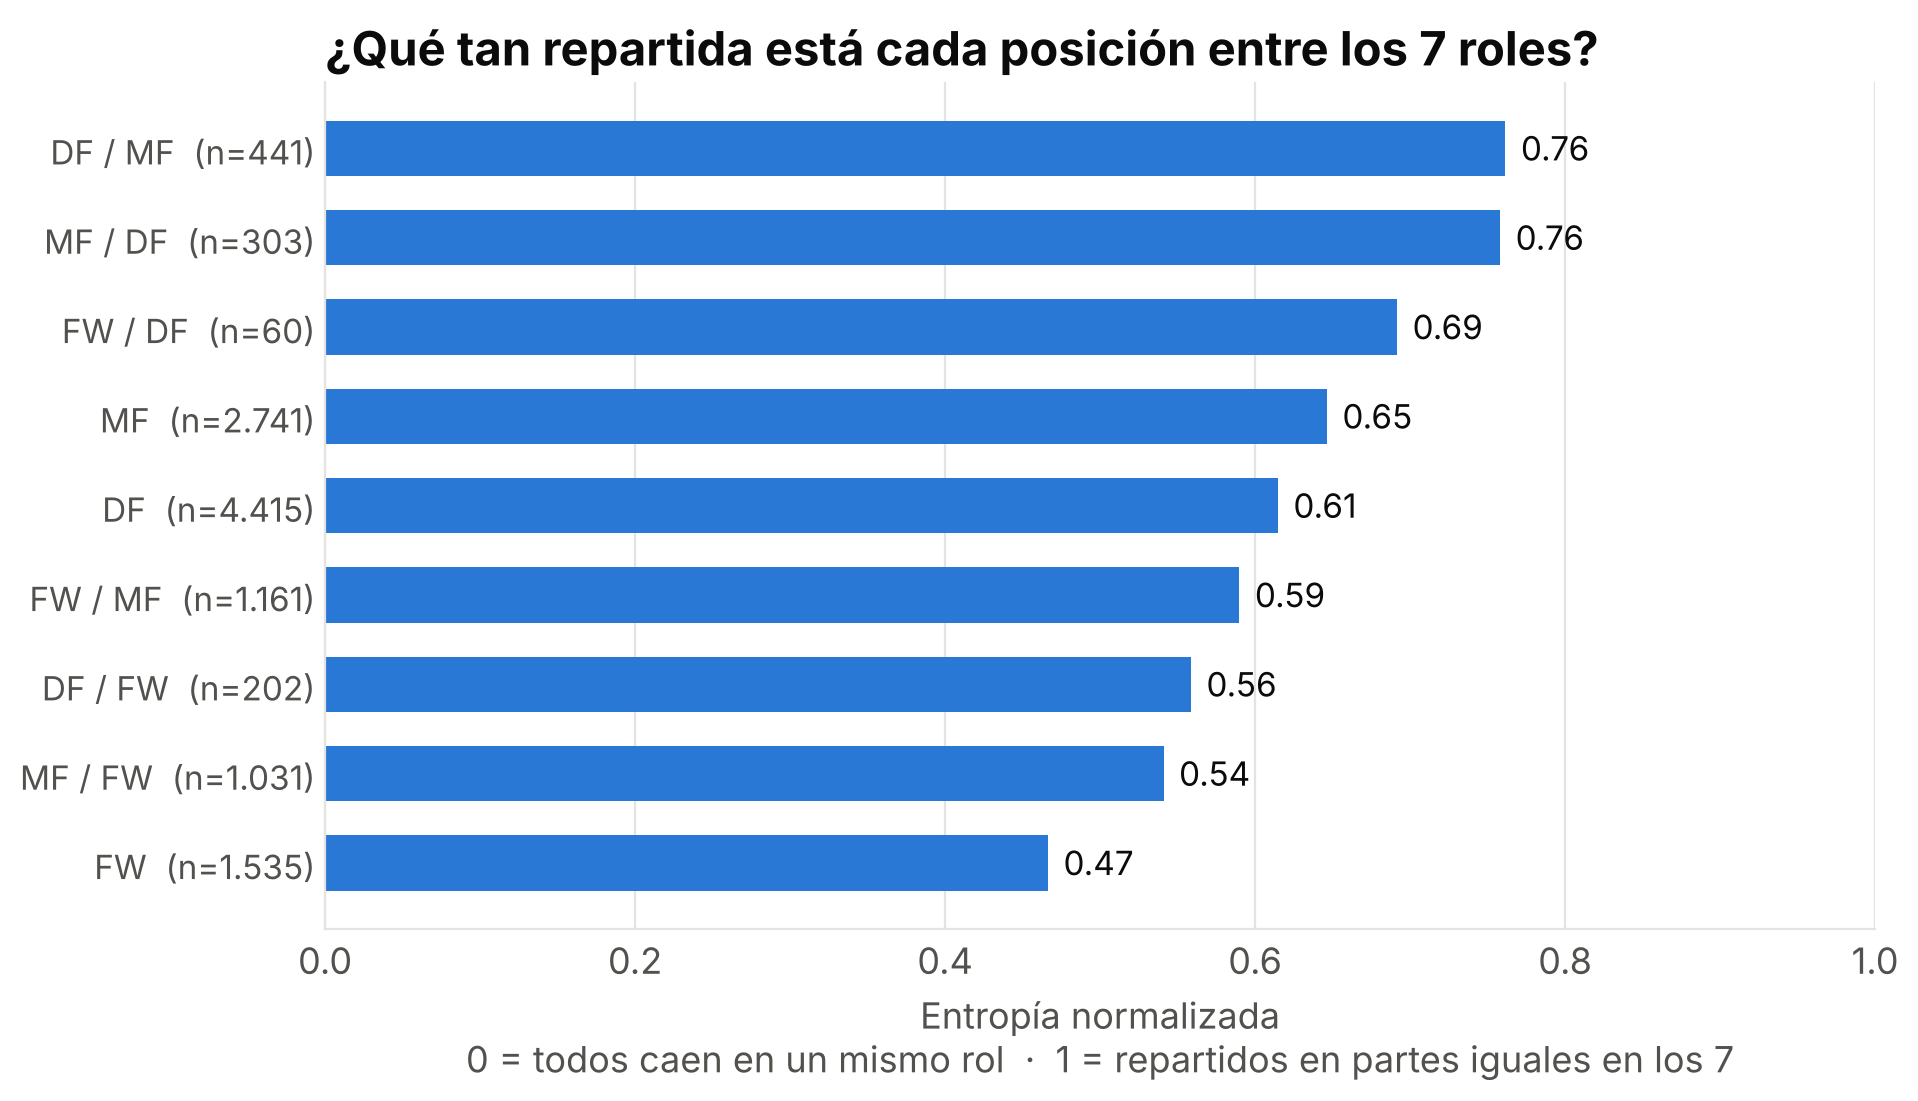 ¿Qué tan repartida está cada posición entre los 7 roles?
DF / MF (n=441) 0.76
MF / DF (n=303) 0.76
FW / DF (n=60) 0.69
MF (n=2.741) 0.65
DF (n=4.415) 0.61
FW / MF (n=1.161) 0.59
DF / FW (n=202) 0.56
MF / FW (n=1.031) 0.54
FW (n=1.535) 0.47
0.0 0.2 0.4 0.6 0.8 1.0
Entropía normalizada
0 = todos caen en un mismo rol · 1 = repartidos en partes iguales en los 7